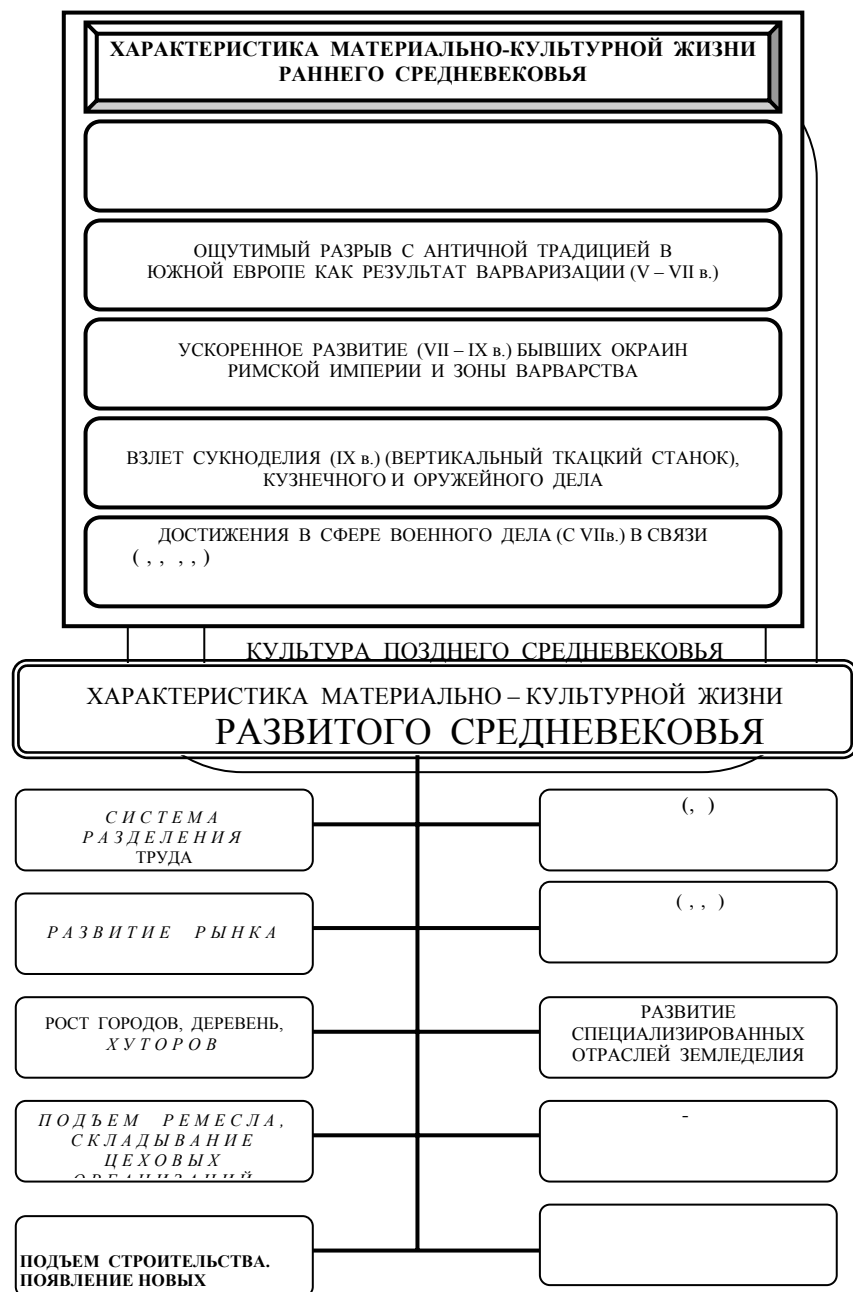 ХАРАКТЕРИСТИКА МАТЕРИАЛЬНО-КУЛЬТУРНОЙ ЖИЗНИ
РАННЕГО СРЕДНЕВЕКОВЬЯ
ОЩУТИМЫЙ РАЗРЫВ С АНТИЧНОЙ ТРАДИЦИЕЙ В
ЮЖНОЙ ЕВРОПЕ КАК РЕЗУЛЬТАТ ВАРВАРИЗАЦИИ (V – VII в.)
УСКОРЕННОЕ РАЗВИТИЕ (VII – IX в.) БЫВШИХ ОКРАИН
РИМСКОЙ ИМПЕРИИ И ЗОНЫ ВАРВАРСТВА
ВЗЛЕТ СУКНОДЕЛИЯ (IX в.) (ВЕРТИКАЛЬНЫЙ ТКАЦКИЙ СТАНОК),
КУЗНЕЧНОГО И ОРУЖЕЙНОГО ДЕЛА
ДОСТИЖЕНИЯ В СФЕРЕ ВОЕННОГО ДЕЛА (С VIIв.) В СВЯЗИ
( , , , , )
КУЛЬТУРА ПОЗДНЕГО СРЕДНЕВЕКОВЬЯ
ХАРАКТЕРИСТИКА МАТЕРИАЛЬНО – КУЛЬТУРНОЙ ЖИЗНИ
РАЗВИТОГО СРЕДНЕВЕКОВЬЯ
СИСТЕМА
РАЗДЕЛЕНИЯ
ТРУДА
(, )
РАЗВИТИЕ РЫНКА
( , , )
РОСТ ГОРОДОВ, ДЕРЕВЕНЬ,
ХУТОРОВ
РАЗВИТИЕ
СПЕЦИАЛИЗИРОВАННЫХ
ОТРАСЛЕЙ ЗЕМЛЕДЕЛИЯ
ПОДЪЕМ РЕМЕСЛА,
СКЛАДЫВАНИЕ
ЦЕХОВЫХ
ОРГАНИЗАЦИЙ
-
ПОДЪЕМ СТРОИТЕЛЬСТВА.
ПОЯВЛЕНИЕ НОВЫХ